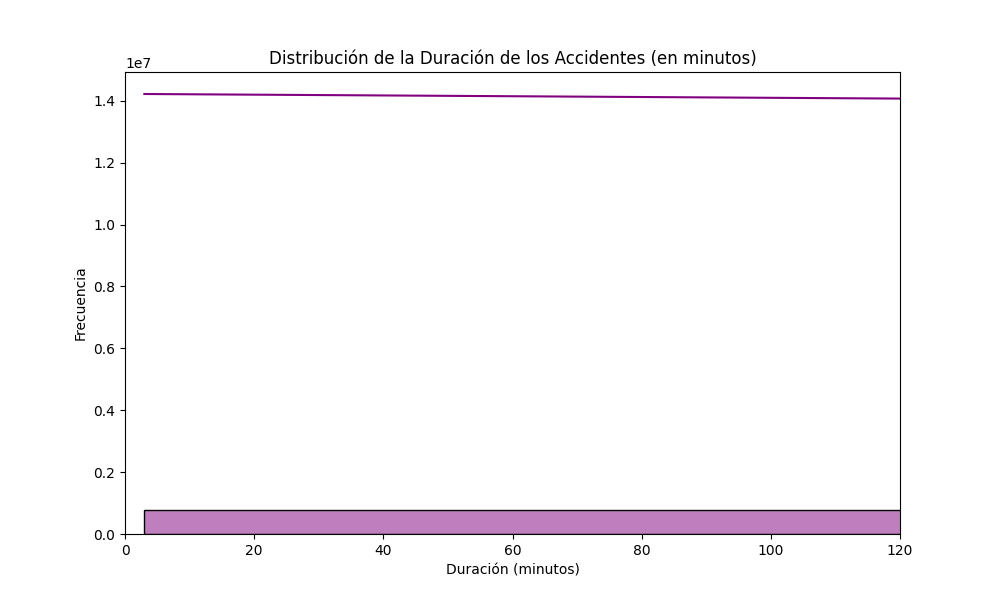 Distribución de la Duración de los Accidentes (en minutos)
1e7
1.4
1.2
1.0
0.8
0.6
0.4
0.2
0.0
Frecuencia
0 20 40 60 80 100 120
Duración (minutos)